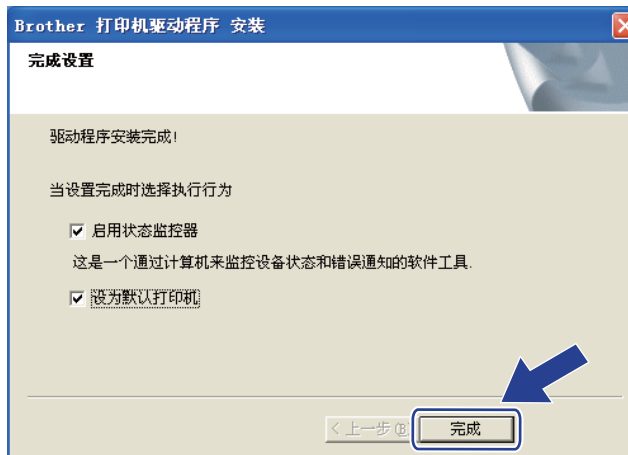 Brother 打印机驱动程序 安装
完成设置
驱动程序安装完成!
当设置完成时选择执行行为
启用状态监控器
这是一个通过计算机来监控设备状态和错误通知的软件工具.
设为默认打印机
< 上一步(B) 完成